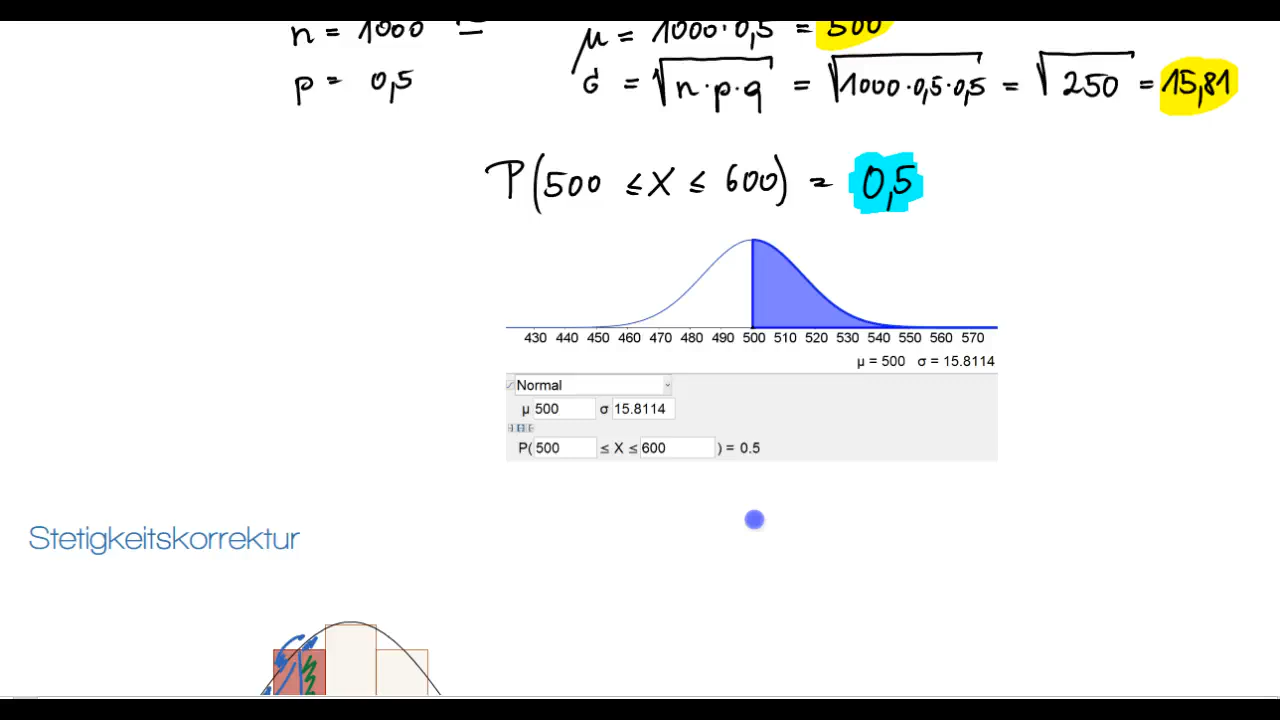 n = 1000 μ = 1000·0,5 = 500
p = 0,5 σ = √n·p·q = √1000·0,5·0,5 = √250 = 15,81
P(500 ≤ X ≤ 600) = 0,5
430 440 450 460 470 480 490 500 510 520 530 540 550 560 570
μ = 500 σ = 15.8114
Normal
μ 500 σ 15.8114
P( 500 ≤ X ≤ 600 ) = 0.5
Stetigkeitskorrektur